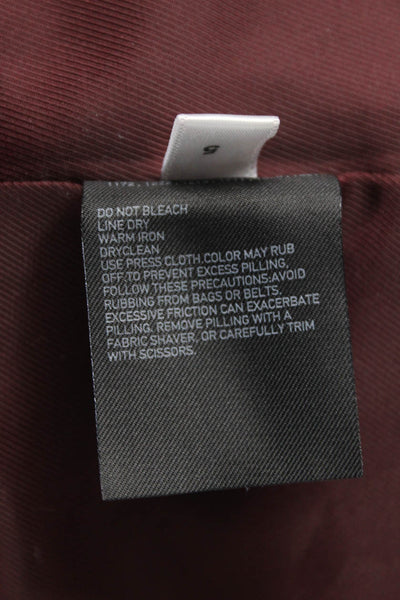 5
DO NOT BLEACH
LINE DRY
WARM IRON
DRYCLEAN
USE PRESS CLOTH.COLOR MAY RUB
OFF.TO PREVENT EXCESS PILLING,
FOLLOW THESE PRECAUTIONS:AVOID
RUBBING FROM BAGS OR BELTS.
EXCESSIVE FRICTION CAN EXACERBATE
PILLING. REMOVE PILLING WITH A
FABRIC SHAVER, OR CAREFULLY TRIM
WITH SCISSORS.